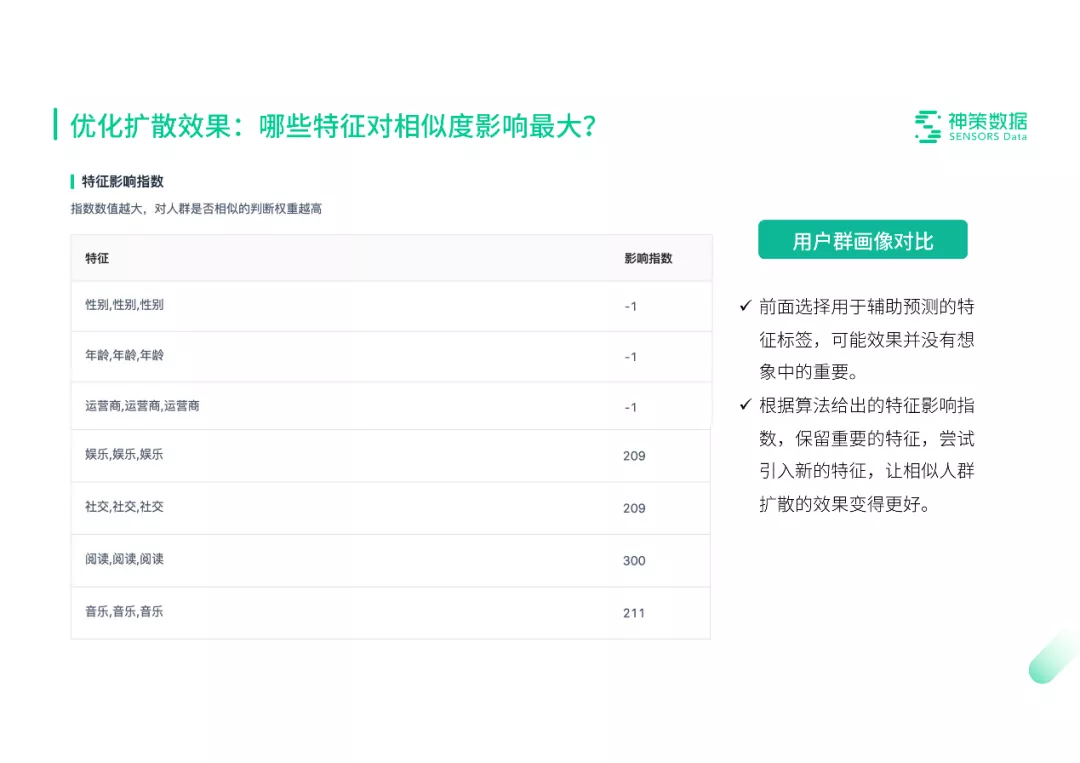 优化扩散效果：哪些特征对相似度影响最大？
神策数据
SENSORS Data
特征影响指数
指数数值越大，对人群是否相似的判断权重越高
特征 影响指数
性别,性别,性别 -1
年龄,年龄,年龄 -1
运营商,运营商,运营商 -1
娱乐,娱乐,娱乐 209
社交,社交,社交 209
阅读,阅读,阅读 300
音乐,音乐,音乐 211
用户群画像对比
✓ 前面选择用于辅助预测的特
征标签，可能效果并没有想
象中的重要。
✓ 根据算法给出的特征影响指
数，保留重要的特征，尝试
引入新的特征，让相似人群
扩散的效果变得更好。